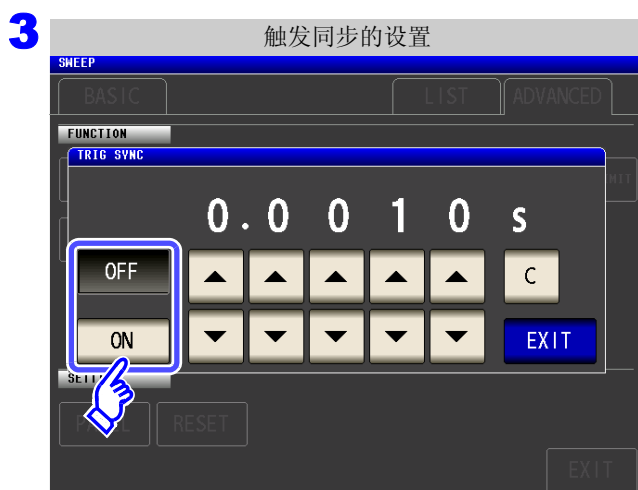 3
触发同步的设置
SWEEP
BASIC
LIST
ADVANCED
FUNCTION
TRIG SYNC
0.0010 s
OFF
C
ON
EXIT
RESET
EXIT